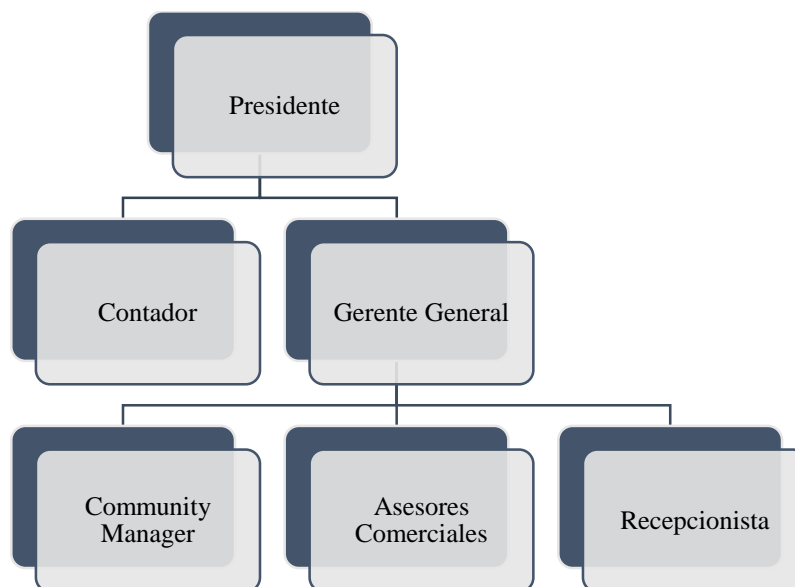 Presidente
Contador
Gerente General
Community
Manager
Asesores
Comerciales
Recepcionista